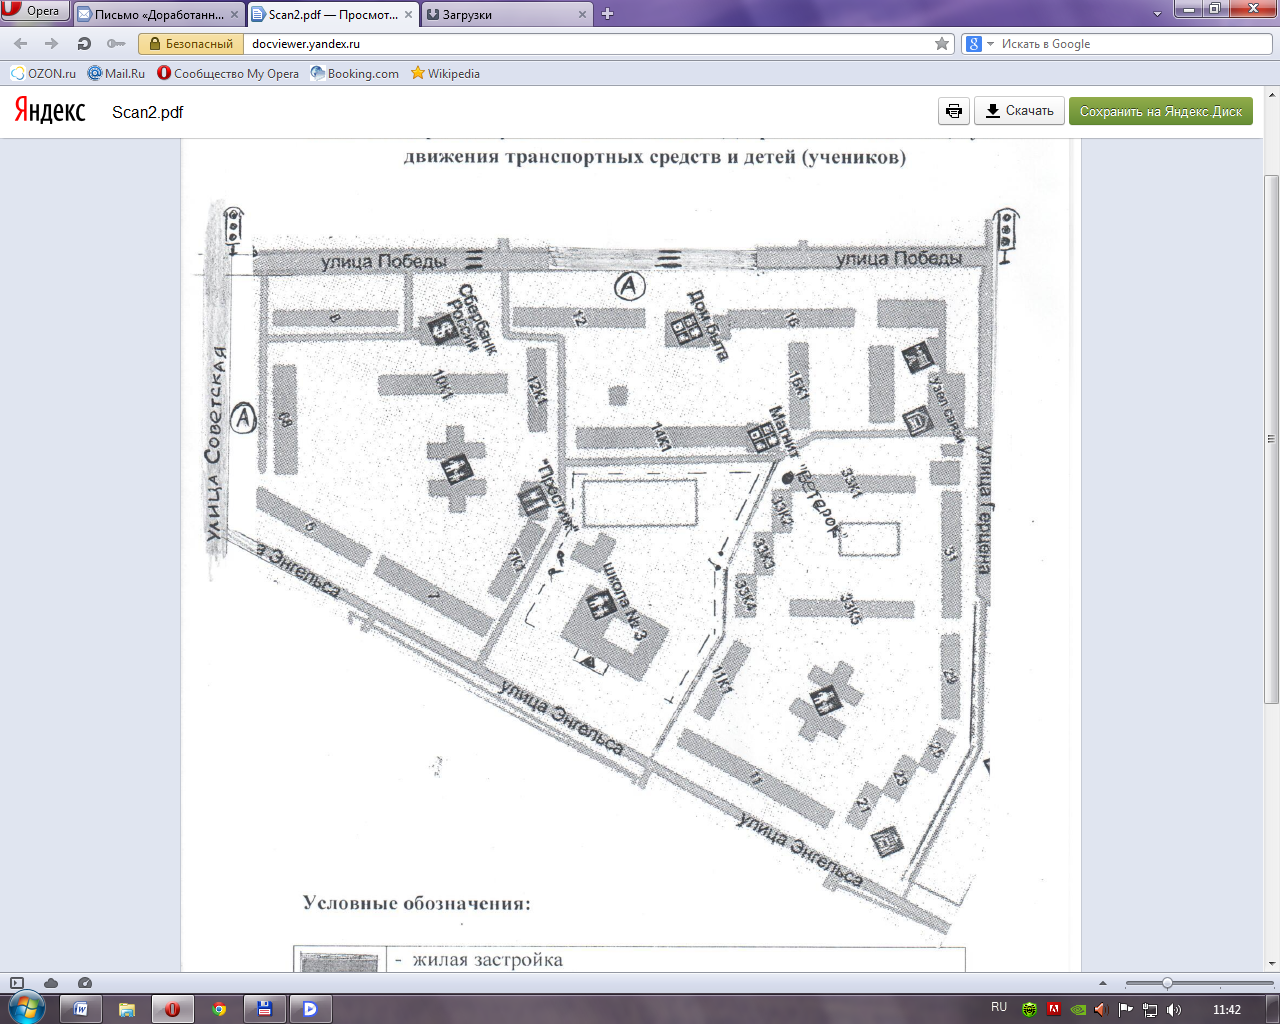 Opera
Письмо «Доработанн...
Scan2.pdf — Просмот...
Загрузки
Безопасный
docviewer.yandex.ru
Искать в Google
OZON.ru
Mail.Ru
Сообщество My Opera
Booking.com
Wikipedia
Яндекс
Scan2.pdf
Скачать
Сохранить на Яндекс.Диск
движения транспортных средств и детей (учеников)
улица Победы
улица Победы
А
Сбербанк России
8
12
Дом быта
16
УЛИЦА Советская
А
68
10К1
12К1
16К1
узел связи
14К1
Магнит
"Ветерок"
"Престиж"
33К1
33К2
33К3
33К4
33К5
улица Герцена
31
5
а Энгельса
7
7К1
школа № 3
11К1
29
улица Энгельса
11
25
23
21
улица Энгельса
Условные обозначения:
- жилая застройка
RU
11:42